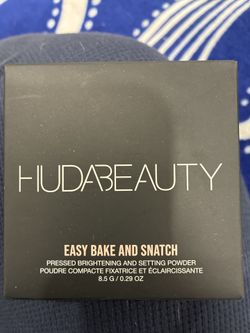 HUDABEAUTY
EASY BAKE AND SNATCH
PRESSED BRIGHTENING AND SETTING POWDER
POUDRE COMPACTE FIXATRICE ET ÉCLAIRCISSANTE
8.5 G / 0.29 OZ